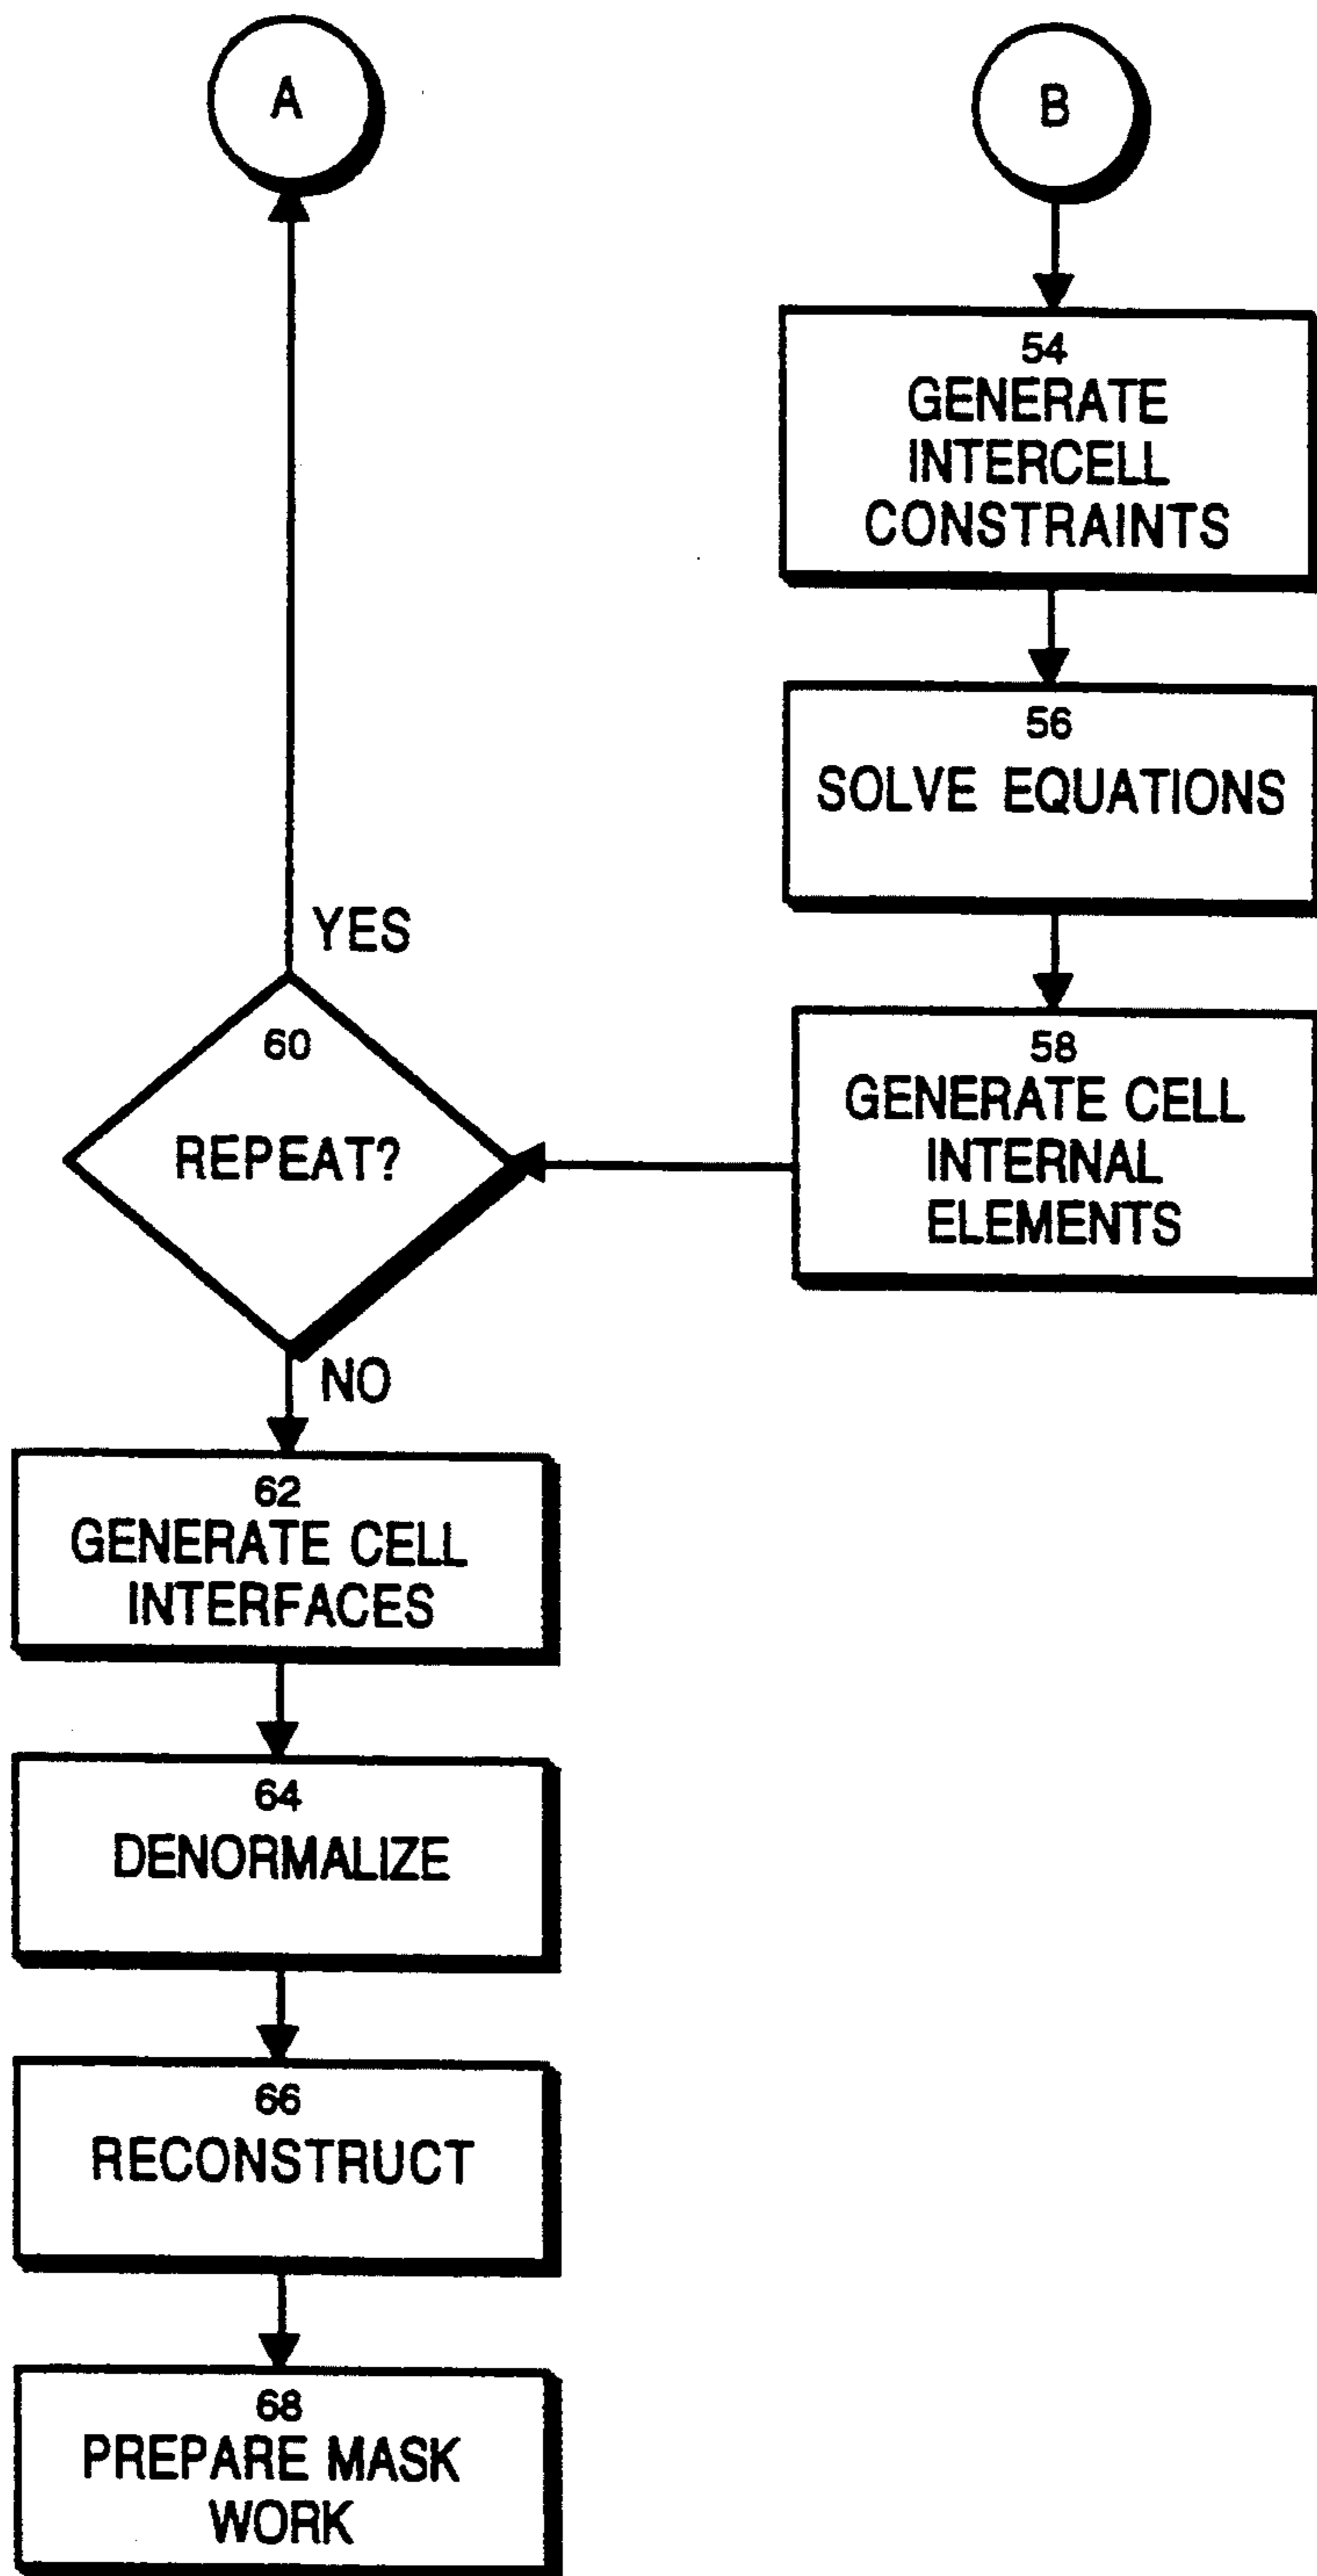 A
B
54
GENERATE
INTERCELL
CONSTRAINTS
56
SOLVE EQUATIONS
58
GENERATE CELL
INTERNAL
ELEMENTS
YES
60
REPEAT?
NO
62
GENERATE CELL
INTERFACES
64
DENORMALIZE
66
RECONSTRUCT
68
PREPARE MASK
WORK